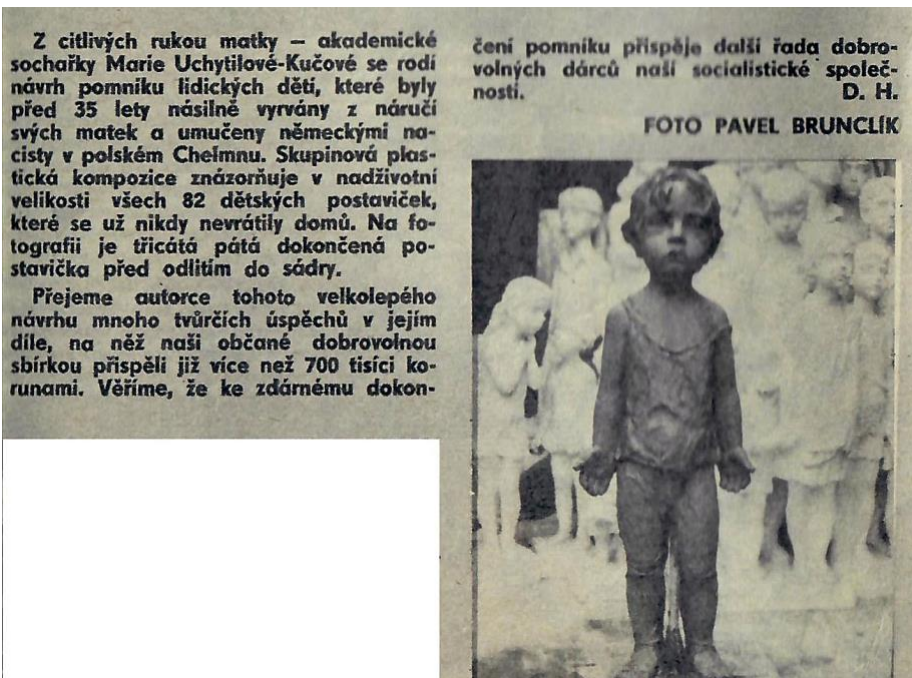 Z citlivých rukou matky — akademické
sochařky Marie Uchytilové-Kučové se rodí
návrh pomníku lidických dětí, které byly
před 35 lety násilně vyrvány z náručí
svých matek a umučeny německými na-
cisty v polském Chelmnu. Skupinová plas-
tická kompozice znázorňuje v nadživotní
velikosti všech 82 dětských postaviček,
které se už nikdy nevrátily domů. Na fo-
tografii je třicátá pátá dokončená po-
stavička před odlitím do sádry.
Přejeme autorce tohoto velkolepého
návrhu mnoho tvůrčích úspěchů v jejím
díle, na něž naši občané dobrovolnou
sbírkou přispěli již více než 700 tisíci ko-
runami. Věříme, že ke zdárnému dokon-
čení pomníku přispěje další řada dobro-
volných dárců naší socialistické společ-
nosti. D. H.
FOTO PAVEL BRUNCLÍK